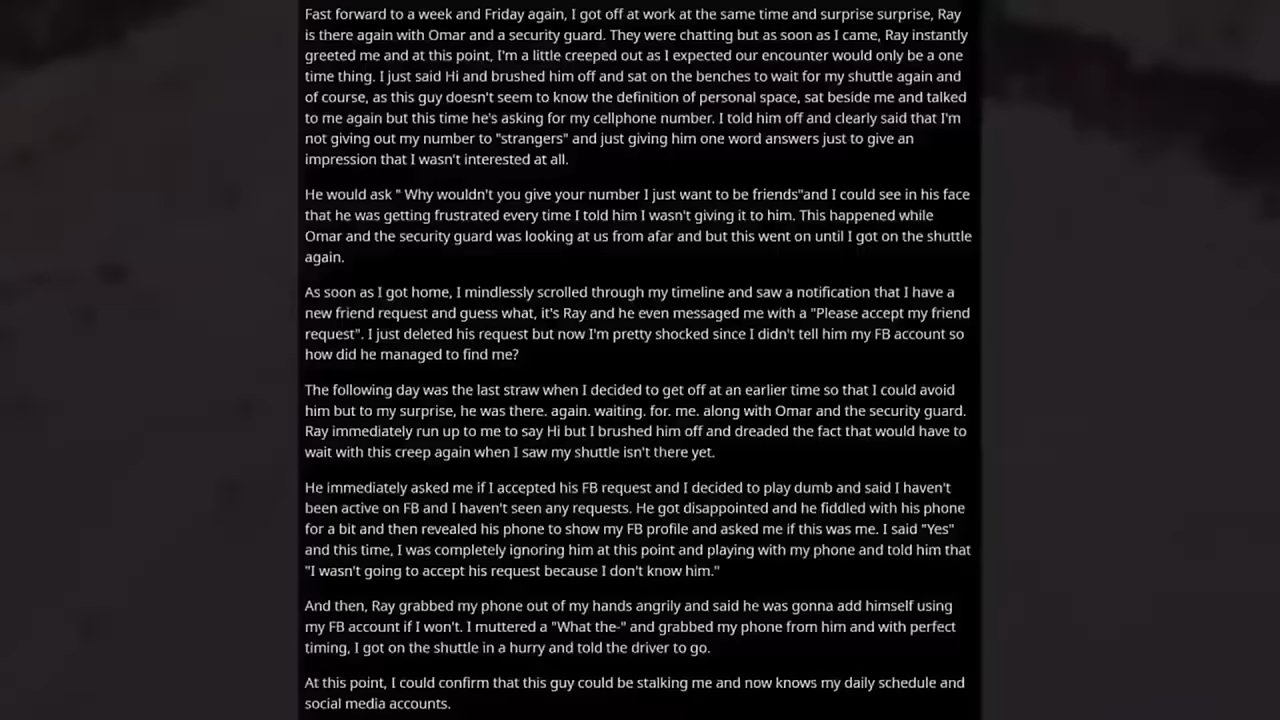 Fast forward to a week and Friday again, I got off at work at the same time and surprise surprise, Ray
is there again with Omar and a security guard. They were chatting but as soon as I came, Ray instantly
greeted me and at this point, I'm a little creeped out as I expected our encounter would only be a one
time thing. I just said Hi and brushed him off and sat on the benches to wait for my shuttle again and
of course, as this guy doesn't seem to know the definition of personal space, sat beside me and talked
to me again but this time he's asking for my cellphone number. I told him off and clearly said that I'm
not giving out my number to "strangers" and just giving him one word answers just to give an
impression that I wasn't interested at all.
He would ask " Why wouldn't you give your number I just want to be friends"and I could see in his face
that he was getting frustrated every time I told him I wasn't giving it to him. This happened while
Omar and the security guard was looking at us from afar and but this went on until I got on the shuttle
again.
As soon as I got home, I mindlessly scrolled through my timeline and saw a notification that I have a
new friend request and guess what, it's Ray and he even messaged me with a "Please accept my friend
request". I just deleted his request but now I'm pretty shocked since I didn't tell him my FB account so
how did he managed to find me?
The following day was the last straw when I decided to get off at an earlier time so that I could avoid
him but to my surprise, he was there. again. waiting. for. me. along with Omar and the security guard.
Ray immediately run up to me to say Hi but I brushed him off and dreaded the fact that would have to
wait with this creep again when I saw my shuttle isn't there yet.
He immediately asked me if I accepted his FB request and I decided to play dumb and said I haven't
been active on FB and I haven't seen any requests. He got disappointed and he fiddled with his phone
for a bit and then revealed his phone to show my FB profile and asked me if this was me. I said "Yes"
and this time, I was completely ignoring him at this point and playing with my phone and told him that
"I wasn't going to accept his request because I don't know him."
And then, Ray grabbed my phone out of my hands angrily and said he was gonna add himself using
my FB account if I won't. I muttered a "What the-" and grabbed my phone from him and with perfect
timing, I got on the shuttle in a hurry and told the driver to go.
At this point, I could confirm that this guy could be stalking me and now knows my daily schedule and
social media accounts.